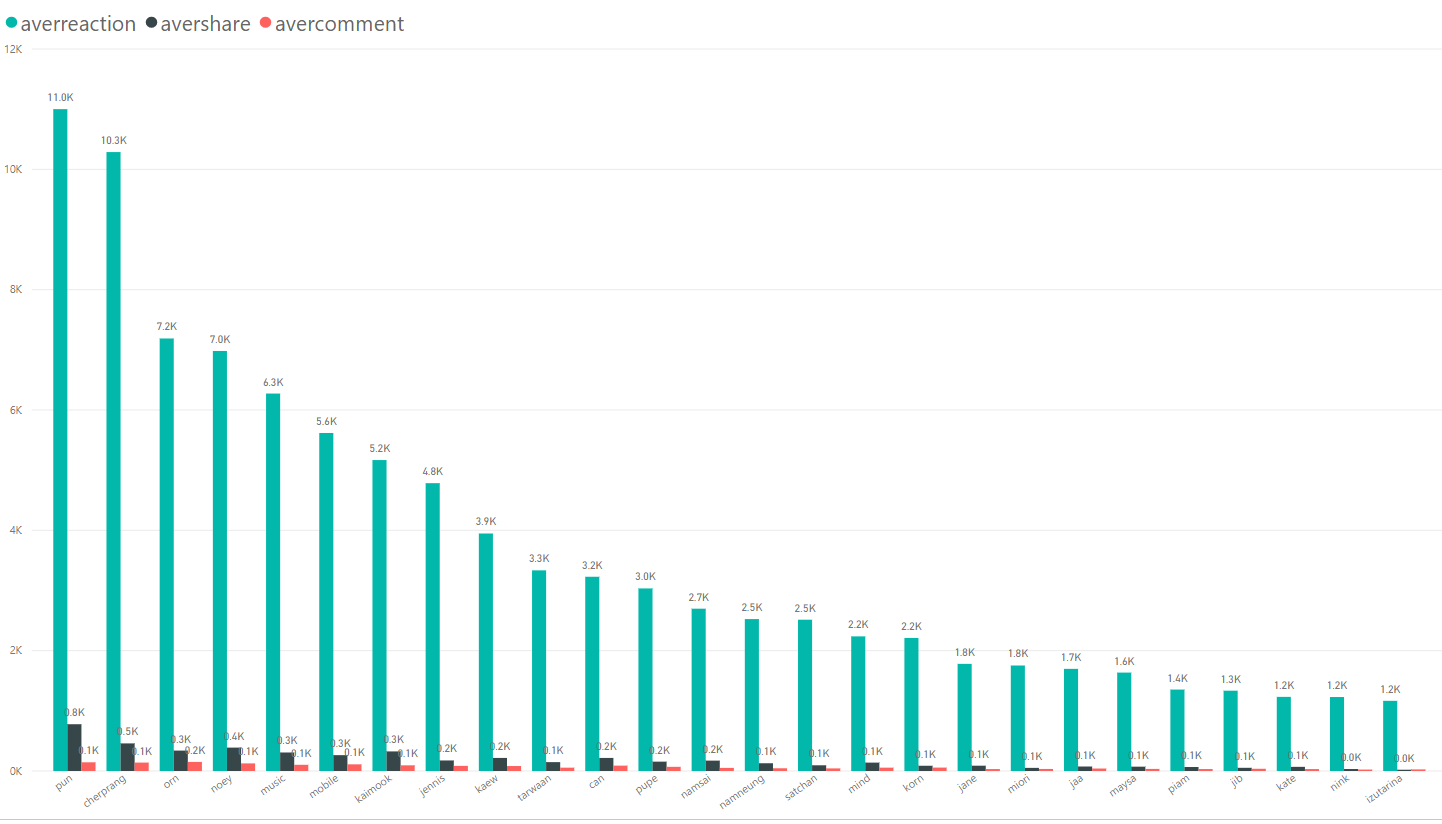 averreaction avershare avercomment
12K
10K
8K
6K
4K
2K
0K
11.0K
10.3K
7.2K
7.0K
6.3K
5.6K
5.2K
4.8K
3.9K
3.3K
3.2K
3.0K
2.7K
2.5K
2.5K
2.2K
2.2K
1.8K
1.8K
1.7K
1.6K
1.4K
1.3K
1.2K
1.2K
1.2K
0.8K
0.1K
0.5K
0.1K
0.3K
0.2K
0.4K
0.1K
0.3K
0.1K
0.3K
0.1K
0.3K
0.1K
0.2K
0.2K
0.1K
0.2K
0.2K
0.2K
0.1K
0.1K
0.1K
0.1K
0.1K
0.1K
0.1K
0.1K
0.1K
0.1K
0.1K
0.0K
0.0K
pun
cherprang
orn
noey
music
mobile
kaimook
jennis
kaew
tarwaan
can
pupe
namsai
namneung
satchan
mind
korn
jane
miori
jaa
maysa
piam
jib
kate
nink
izutarina